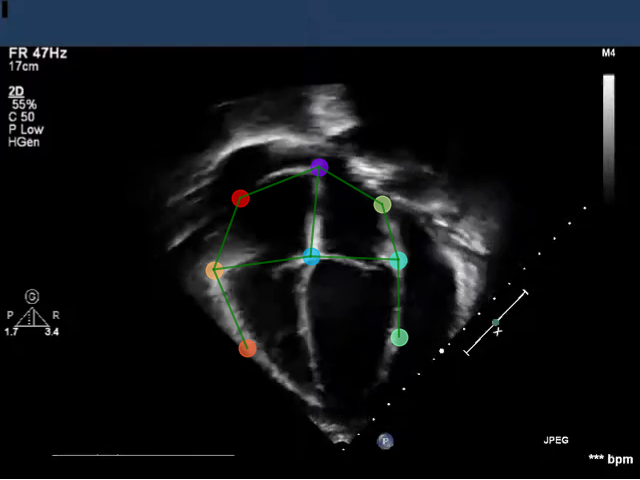 FR 47Hz
17cm
M4
2D
55%
C 50
P Low
HGen
G
P R
1.7 3.4
x
P
JPEG
*** bpm